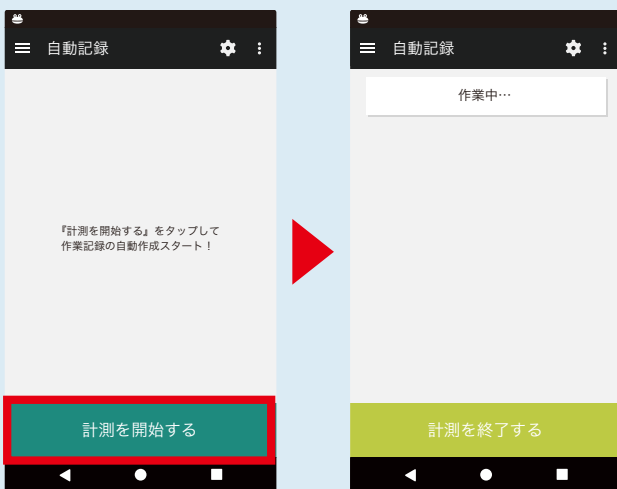 自動記録
『計測を開始する』をタップして
作業記録の自動作成スタート！
計測を開始する
自動記録
作業中…
計測を終了する